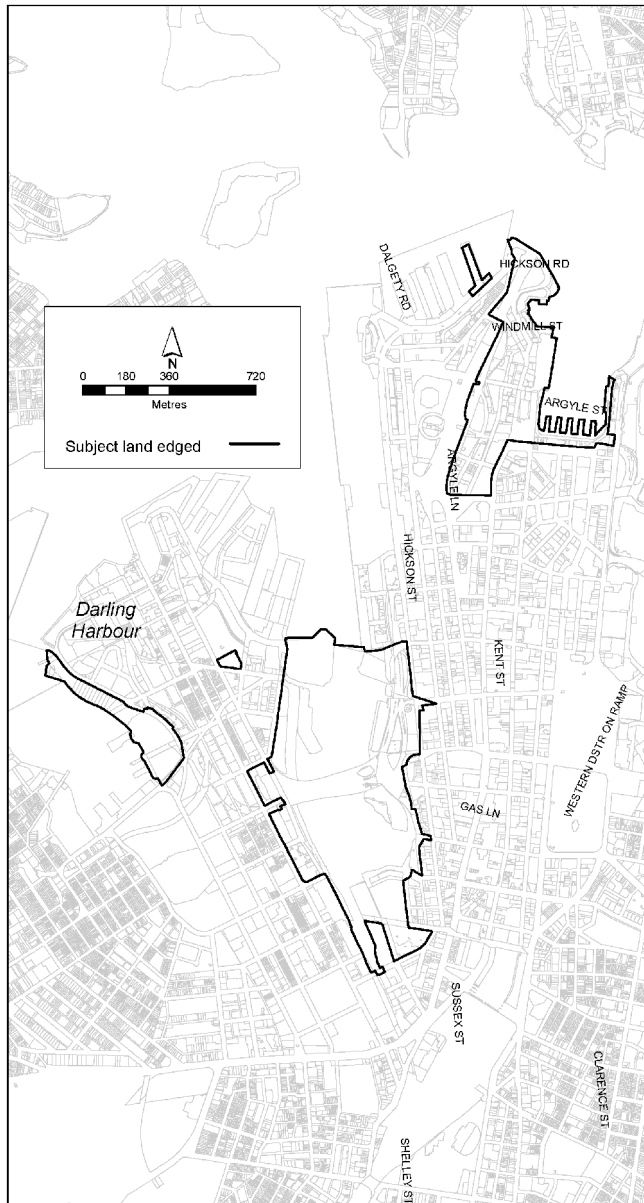 HICKSON RD
DALGETY RD
WINDMILL ST
N
0 180 360 720
Metres
Subject land edged
ARGYLE ST
ARGYLE LN
HICKSON ST
Darling
Harbour
KENT ST
WESTERN DSTR ON RAMP
GAS LN
SUSSEX ST
CLARENCE ST
SHELLEY ST